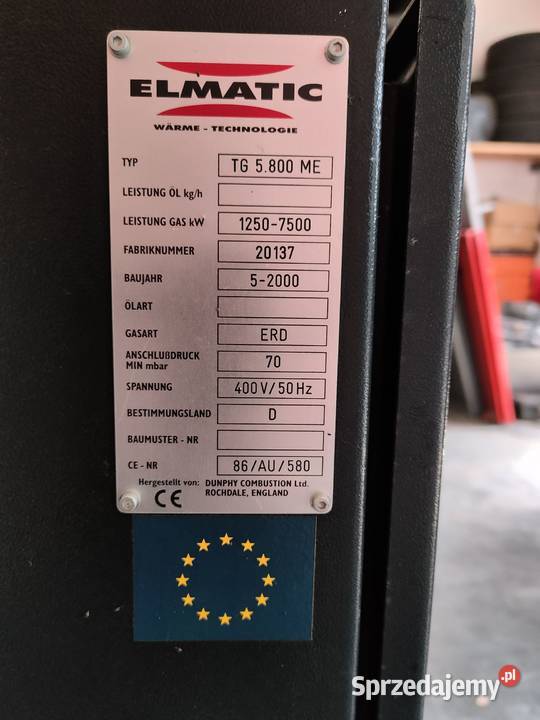 ELMATIC
WÄRME - TECHNOLOGIE
TYP TG 5.800 ME
LEISTUNG ÖL kg/h
LEISTUNG GAS kW 1250-7500
FABRIKNUMMER 20137
BAUJAHR 5-2000
ÖLART
GASART ERD
ANSCHLUßDRUCK
MIN mbar 70
SPANNUNG 400V/50Hz
BESTIMMUNGSLAND D
BAUMUSTER - NR
CE - NR 86/AU/580
Hergestellt von: DUNPHY COMBUSTION Ltd.
CE ROCHDALE, ENGLAND
Sprzedajemy.pl